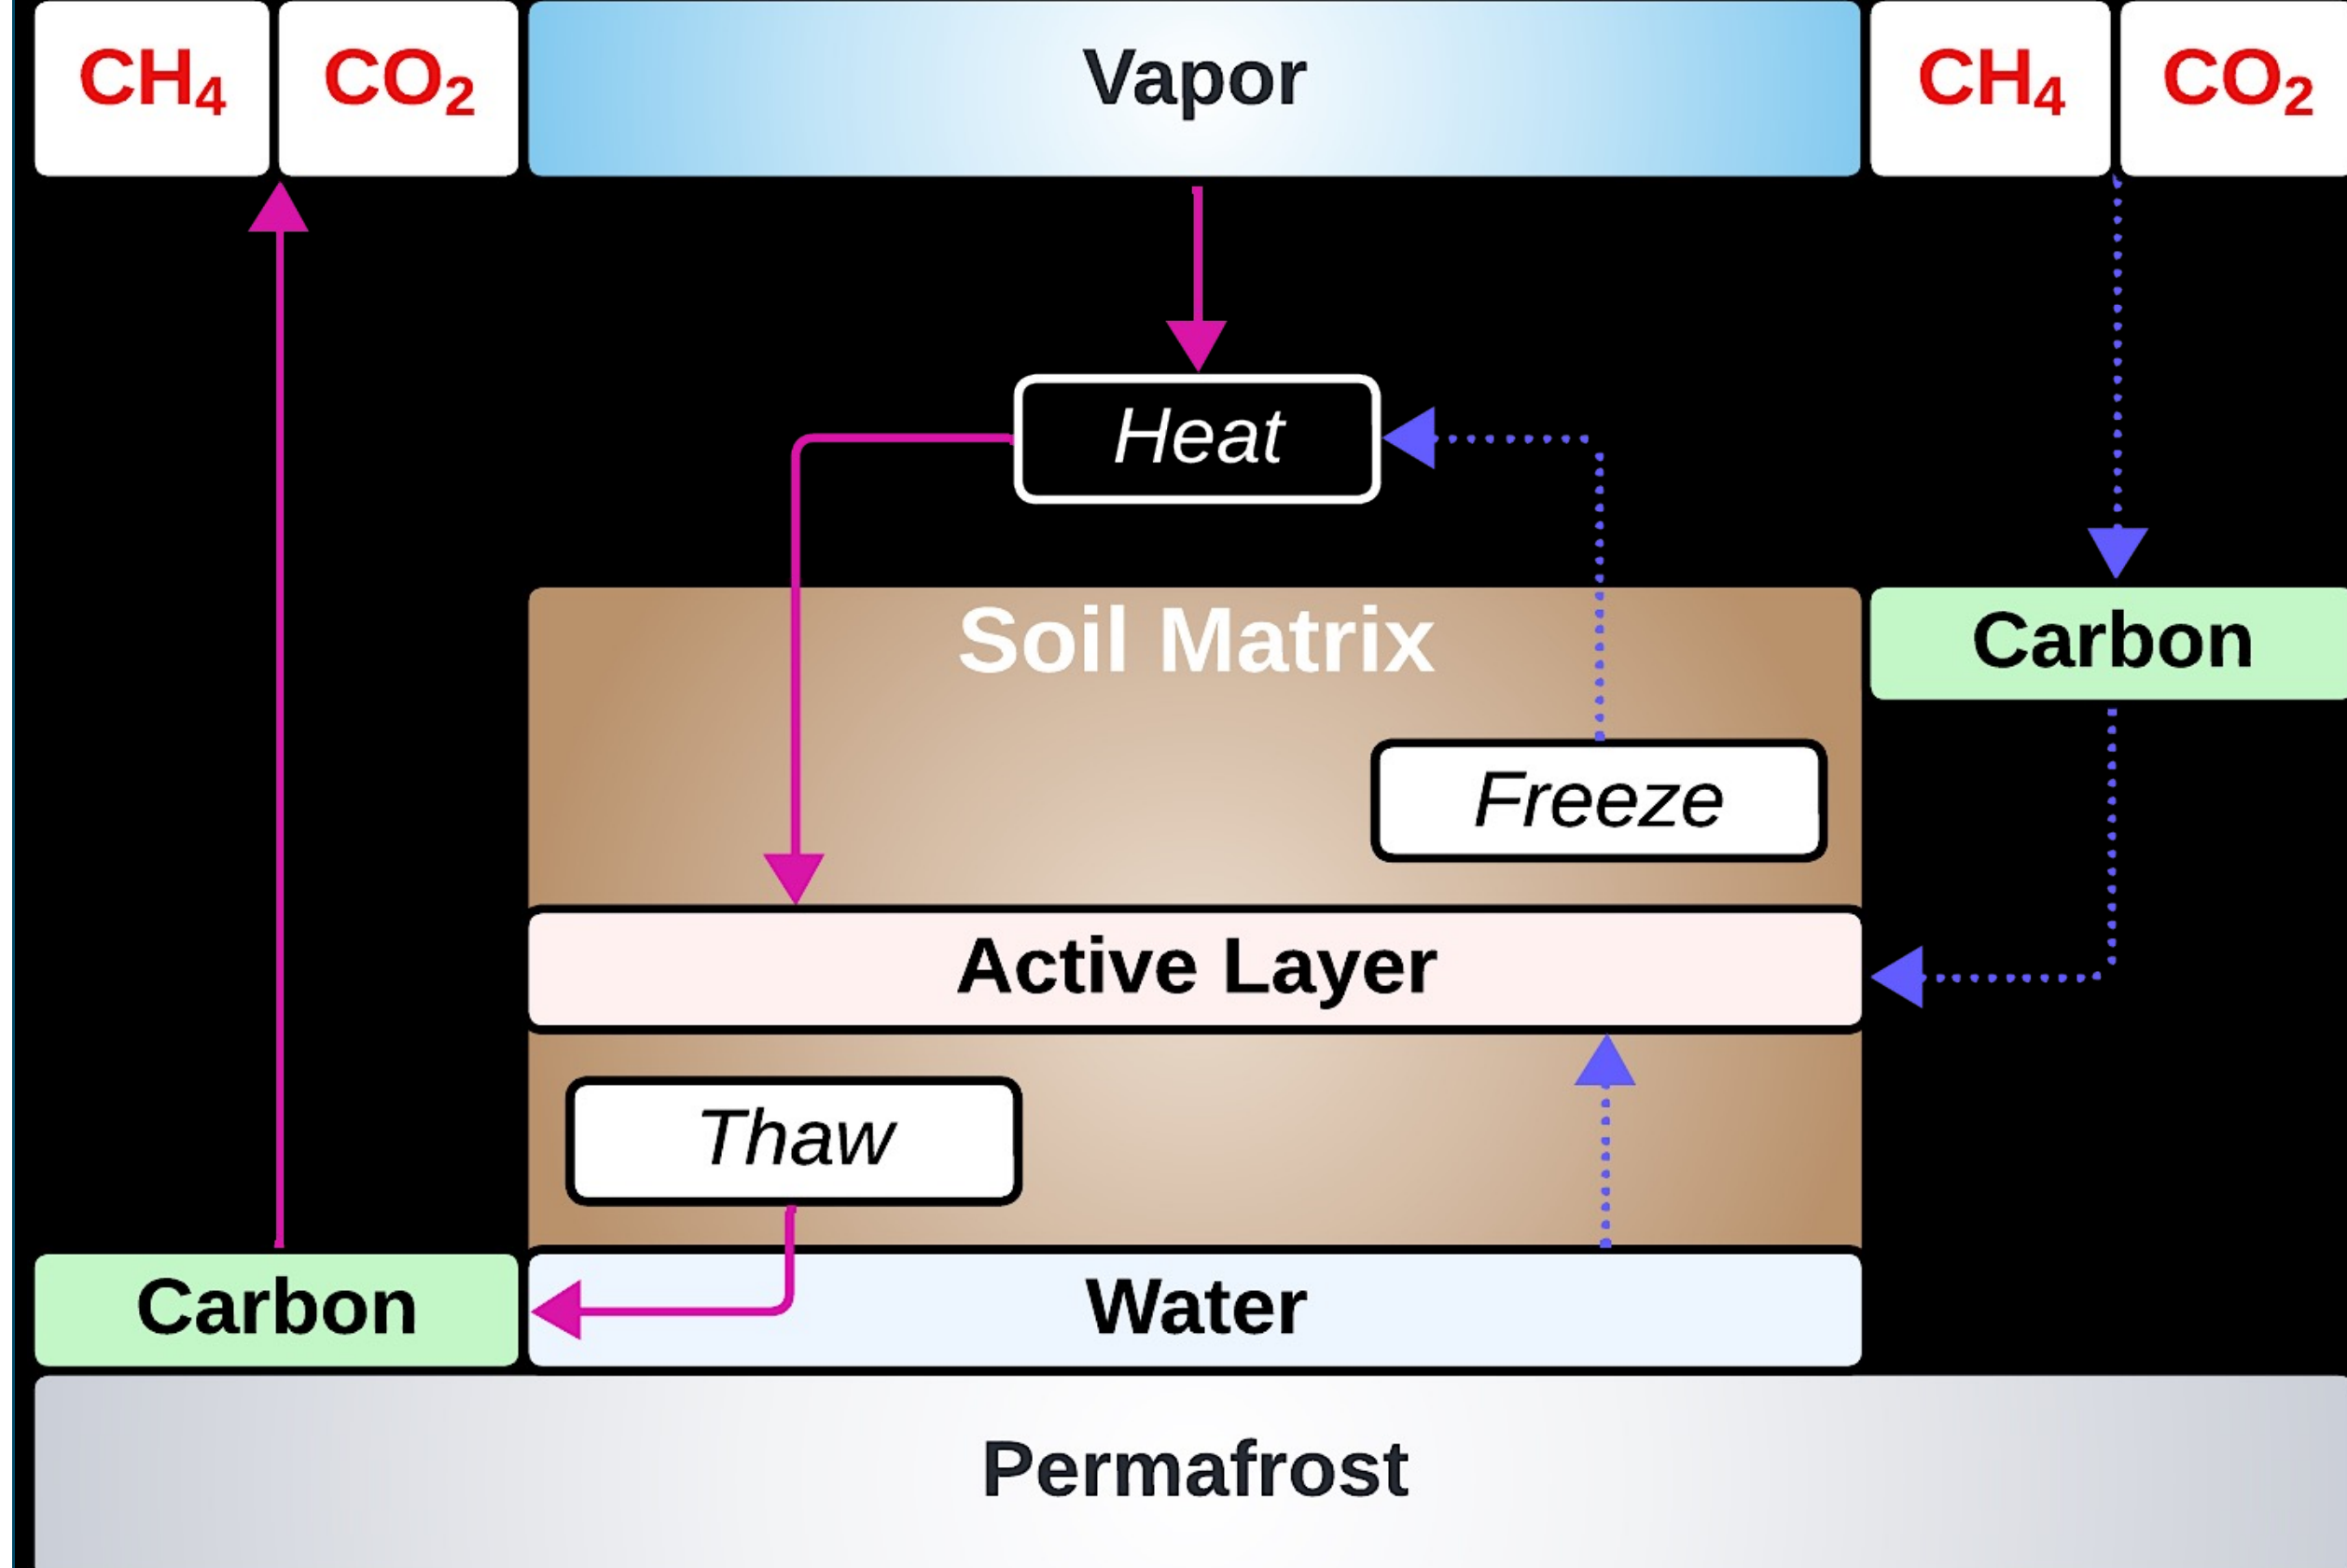 CH₄ CO₂ Vapor CH₄ CO₂
Heat
Soil Matrix
Carbon
Freeze
Active Layer
Thaw
Carbon
Water
Permafrost